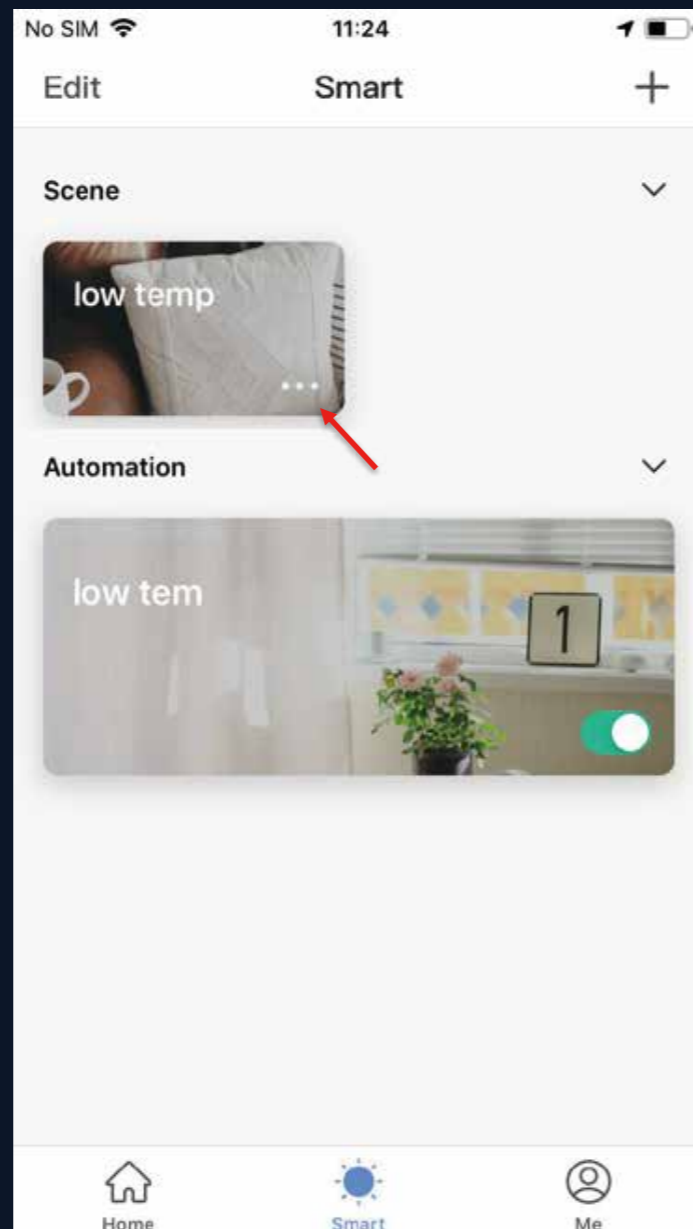 No SIM 11:24
Edit Smart +
Scene
low temp
Automation
low tem
1
Home Smart Me